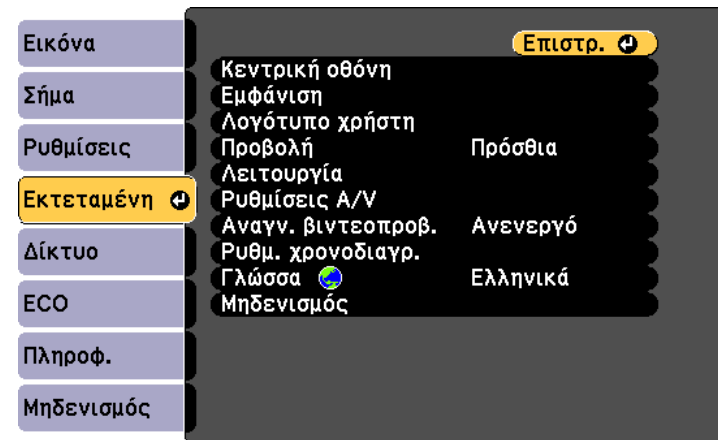 Εικόνα
Σήμα
Ρυθμίσεις
Εκτεταμένη
Δίκτυο
ECO
Πληροφ.
Μηδενισμός
Επιστρ.
Κεντρική οθόνη
Εμφάνιση
Λογότυπο χρήστη
Προβολή Πρόσθια
Λειτουργία
Ρυθμίσεις A/V
Αναγν. βιντεοπροβ. Ανενεργό
Ρυθμ. χρονοδιαγρ.
Γλώσσα Ελληνικά
Μηδενισμός